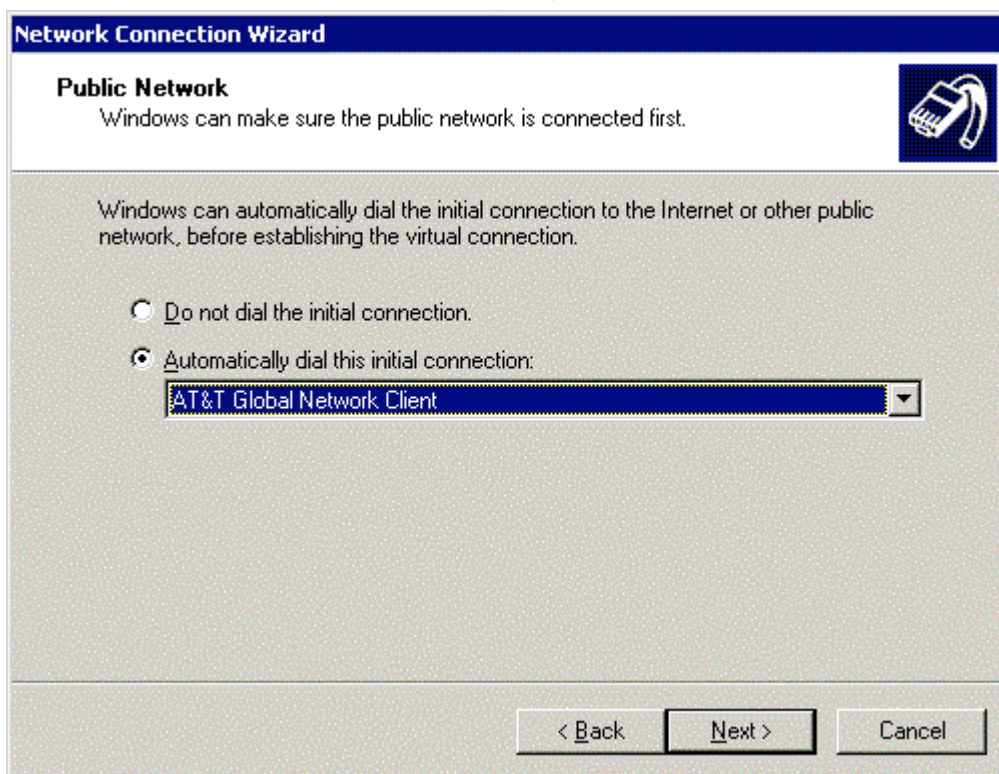 Network Connection Wizard
Public Network
Windows can make sure the public network is connected first.
Windows can automatically dial the initial connection to the Internet or other public
network, before establishing the virtual connection.
Do not dial the initial connection.
Automatically dial this initial connection:
AT&T Global Network Client
< Back Next > Cancel